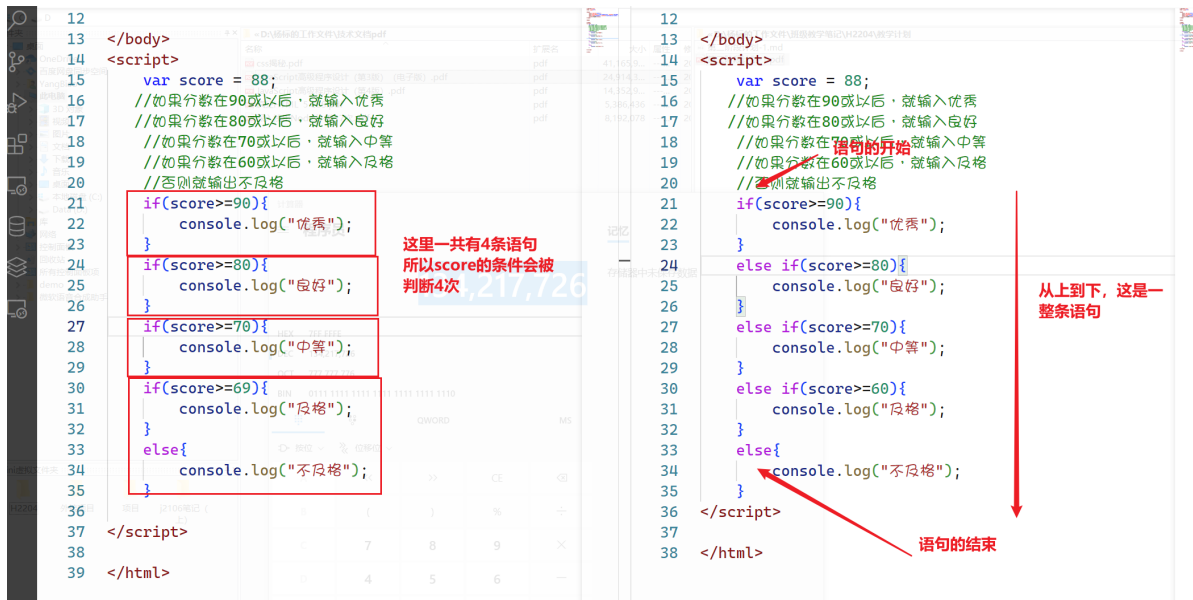 12
13 </body>
14 <script>
15 var score = 88;
16 //如果分数在90或以后，就输入优秀
17 //如果分数在80或以后，就输入良好
18 //如果分数在70或以后，就输入中等
19 //如果分数在60或以后，就输入及格
20 //否则就输出不及格
21 if(score>=90){
22 console.log("优秀");
23 }
24 if(score>=80){
25 console.log("良好");
26 }
27 if(score>=70){
28 console.log("中等");
29 }
30 if(score>=69){
31 console.log("及格");
32 }
33 else{
34 console.log("不及格");
35 }
36
37 </script>
38
39 </html>
这里一共有4条语句
所以score的条件会被
判断4次
12
13 </body>
14 <script>
15 var score = 88;
16 //如果分数在90或以后，就输入优秀
17 //如果分数在80或以后，就输入良好
18 //如果分数在70或以后，就输入中等
19 //如果分数在60或以后，就输入及格
20 //否则就输出不及格
21 if(score>=90){
22 console.log("优秀");
23 }
24 else if(score>=80){
25 console.log("良好");
26 }
27 else if(score>=70){
28 console.log("中等");
29 }
30 else if(score>=60){
31 console.log("及格");
32 }
33 else{
34 console.log("不及格");
35 }
36 </script>
37
38 </html>
语句的开始
从上到下，这是一
整条语句
语句的结束